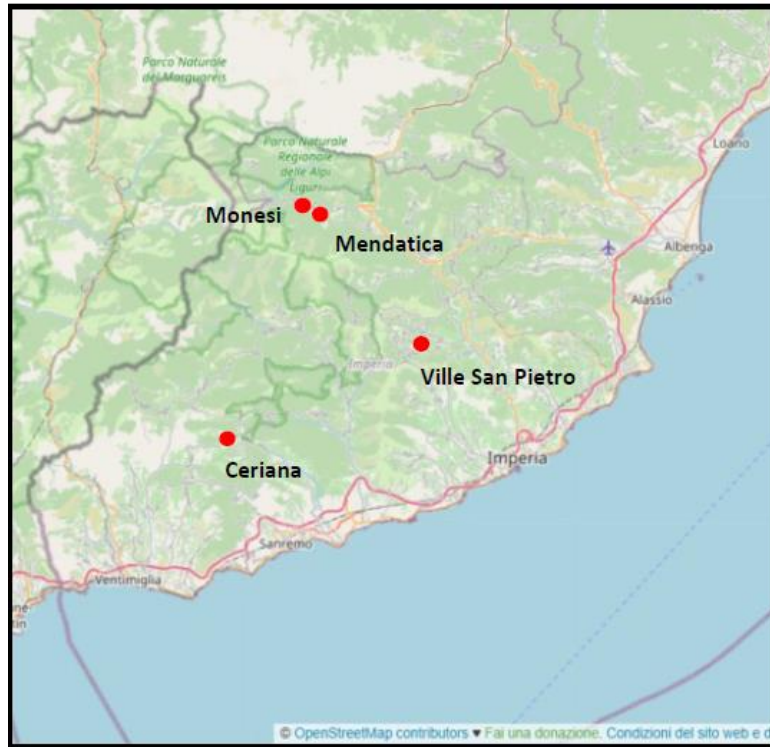 Parco Naturale
del Marguareis
Parco Naturale
Regionale
delle Alpi
Liguri
Loano
Monesi
Mendatica
Albenga
Alassio
Imperia
Ville San Pietro
Imperia
Ceriana
Sanremo
Ventimiglia
© OpenStreetMap contributors ♥ Fai una donazione. Condizioni del sito web e d